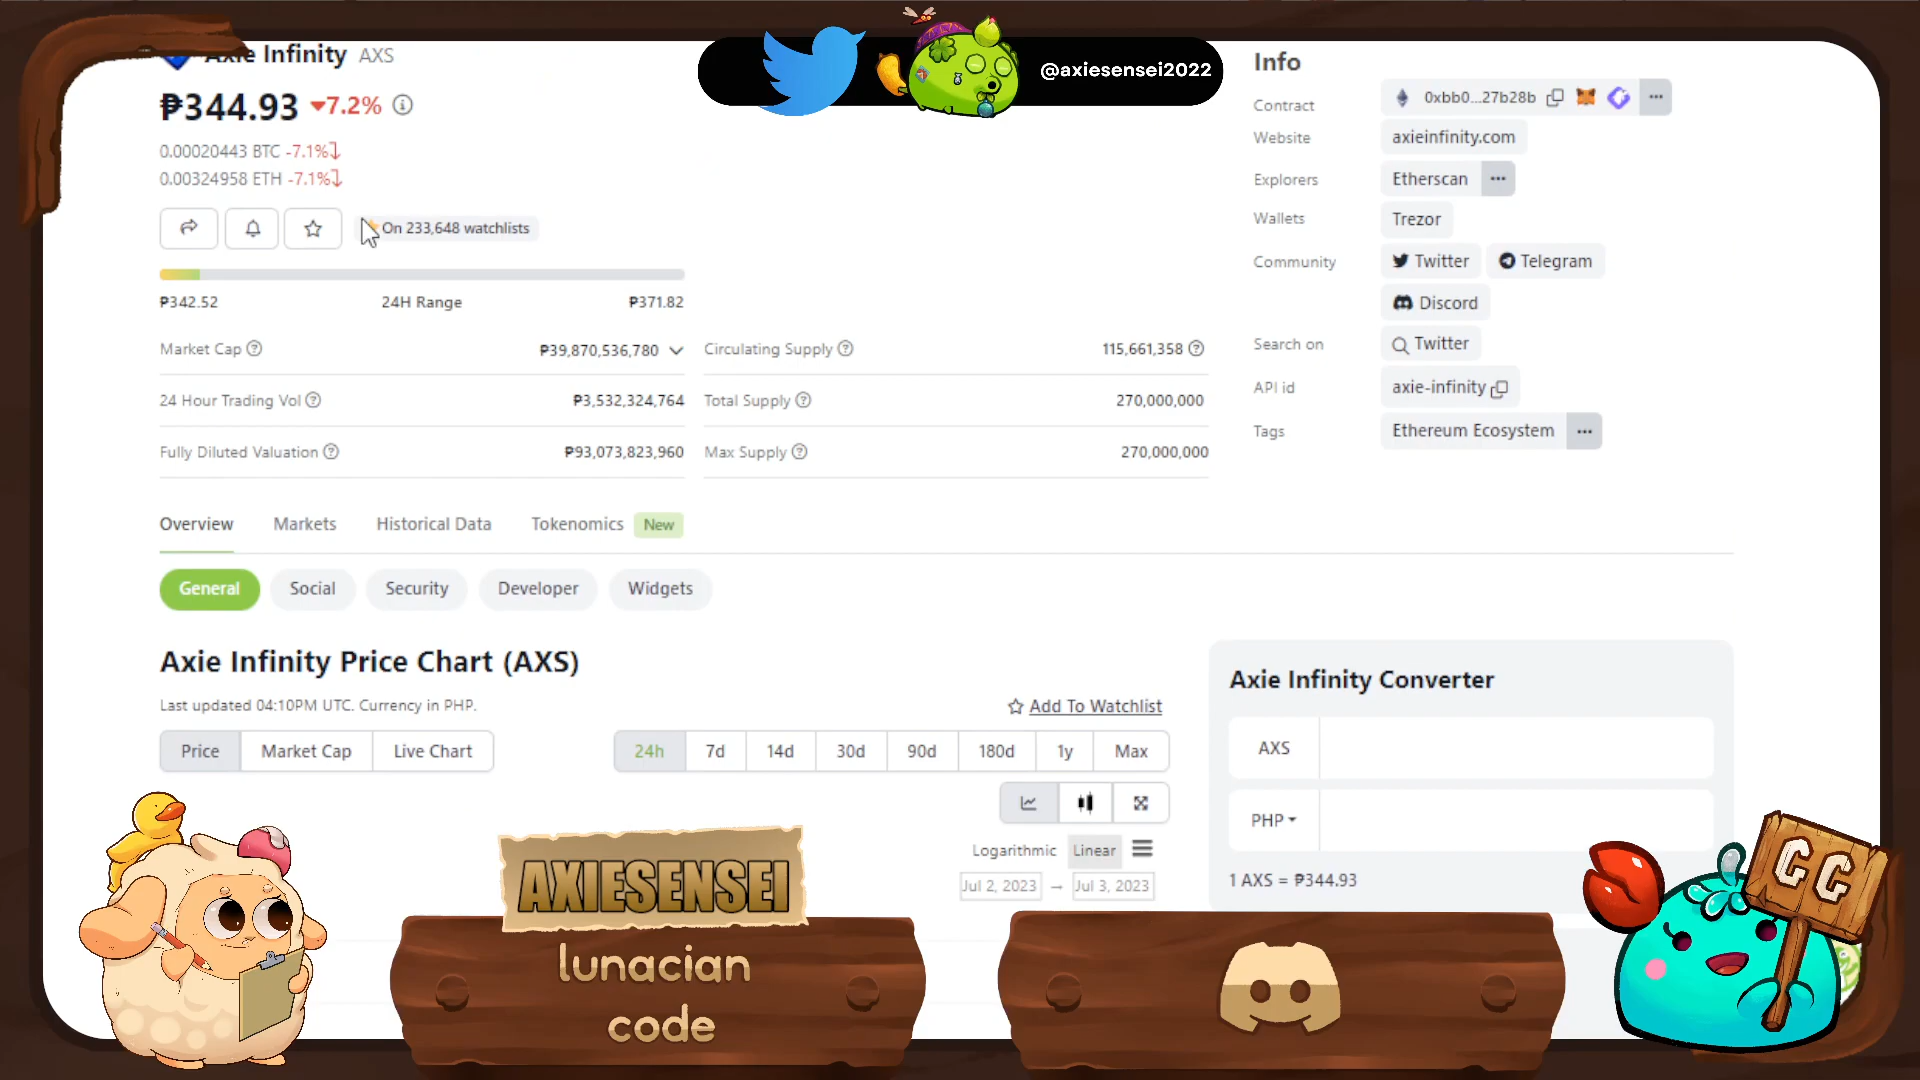 Axie Infinity AXS
₱344.93 7.2%
0.00020443 BTC -7.1%
0.00324958 ETH -7.1%
On 233,648 watchlists
₱342.52 24H Range ₱371.82
Market Cap ₱39,870,536,780
24 Hour Trading Vol ₱3,532,324,764
Fully Diluted Valuation ₱93,073,823,960
Circulating Supply 115,661,358
Total Supply 270,000,000
Max Supply 270,000,000
@axiesensei2022
Info
Contract 0xbb0...27b28b
Website axieinfinity.com
Explorers Etherscan
Wallets Trezor
Community Twitter Telegram
Discord
Search on Twitter
API id axie-infinity
Tags Ethereum Ecosystem
Overview Markets Historical Data Tokenomics New
General Social Security Developer Widgets
Axie Infinity Price Chart (AXS)
Last updated 04:10PM UTC. Currency in PHP.
Add To Watchlist
Price Market Cap Live Chart
24h 7d 14d 30d 90d 180d 1y Max
Logarithmic Linear
Jul 2, 2023 → Jul 3, 2023
Axie Infinity Converter
AXS
PHP
1 AXS = ₱344.93
AXIESENSEI
lunacian
code
CC